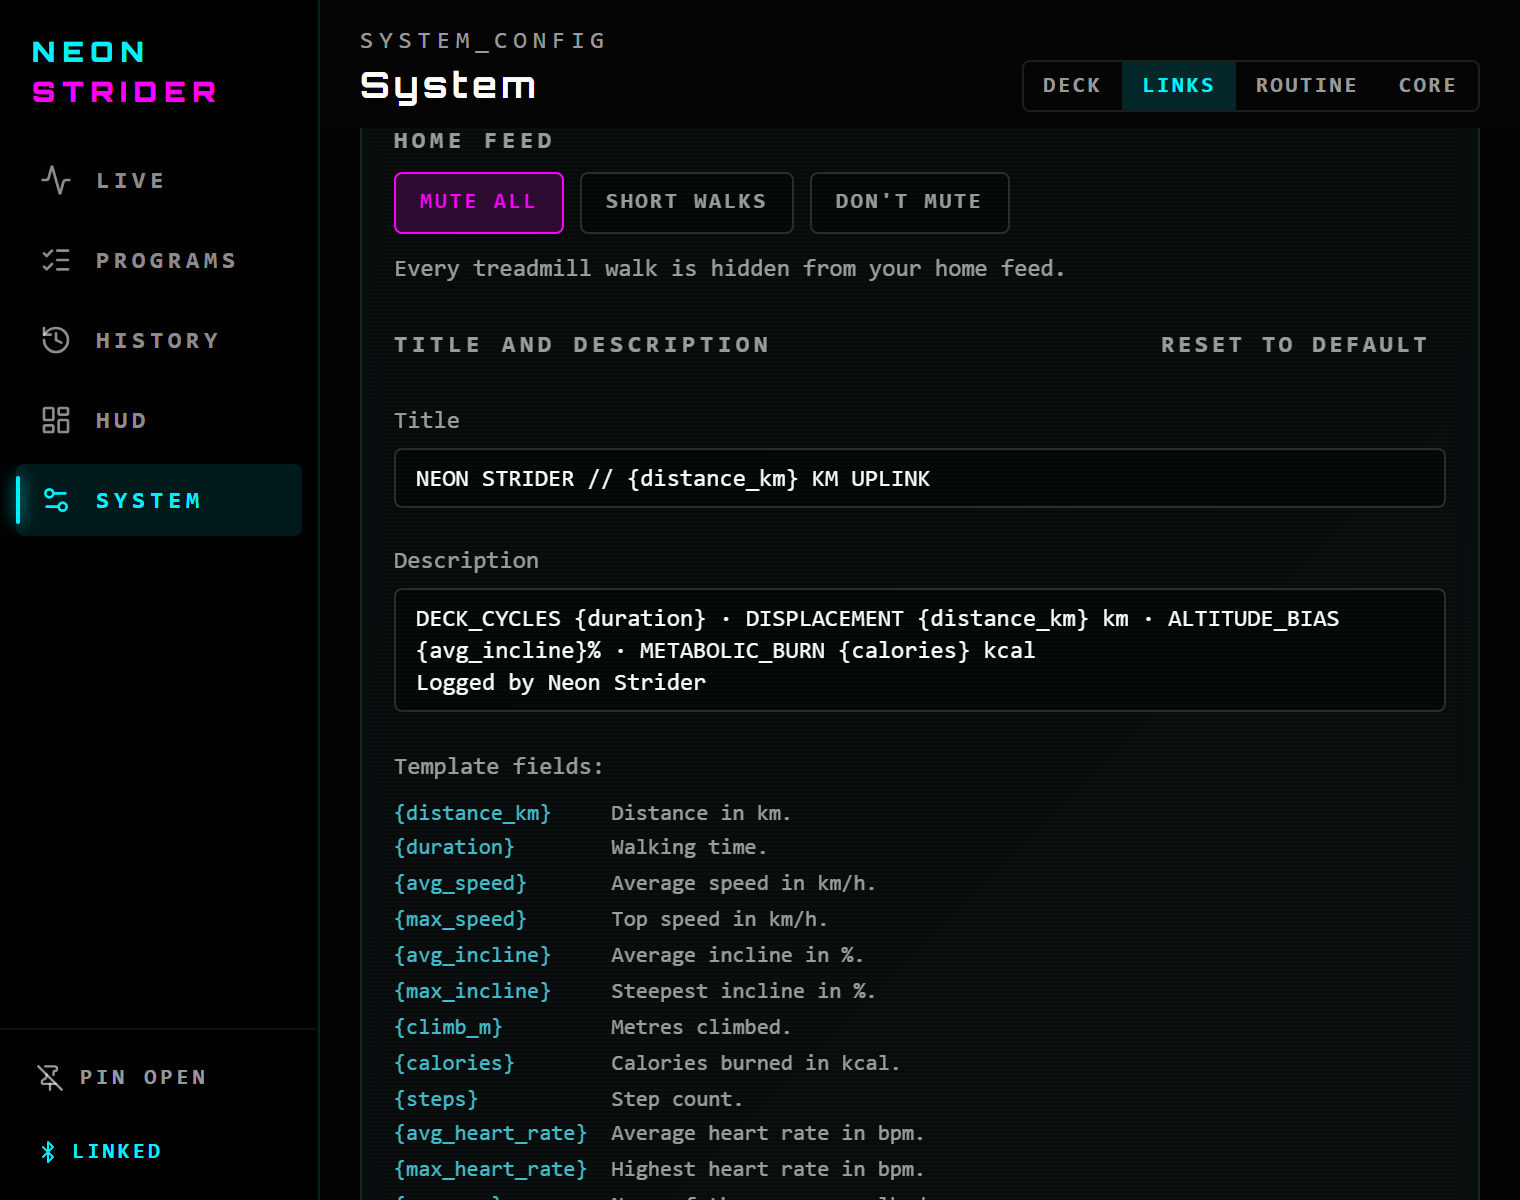 NEON
STRIDER
LIVE
PROGRAMS
HISTORY
HUD
SYSTEM
PIN OPEN
LINKED
SYSTEM_CONFIG
System
DECK
LINKS
ROUTINE
CORE
HOME FEED
MUTE ALL
SHORT WALKS
DON'T MUTE
Every treadmill walk is hidden from your home feed.
TITLE AND DESCRIPTION
RESET TO DEFAULT
Title
NEON STRIDER // {distance_km} KM UPLINK
Description
DECK_CYCLES {duration} · DISPLACEMENT {distance_km} km · ALTITUDE_BIAS
{avg_incline}% · METABOLIC_BURN {calories} kcal
Logged by Neon Strider
Template fields:
{distance_km} Distance in km.
{duration} Walking time.
{avg_speed} Average speed in km/h.
{max_speed} Top speed in km/h.
{avg_incline} Average incline in %.
{max_incline} Steepest incline in %.
{climb_m} Metres climbed.
{calories} Calories burned in kcal.
{steps} Step count.
{avg_heart_rate} Average heart rate in bpm.
{max_heart_rate} Highest heart rate in bpm.